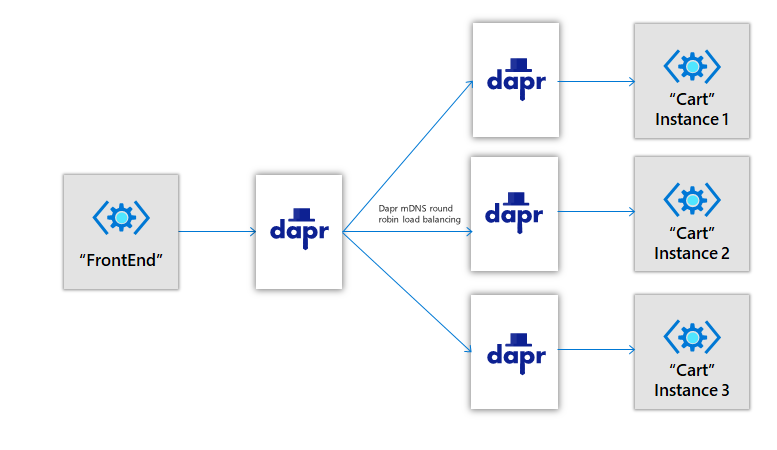 dapr
“Cart”
Instance 1
“FrontEnd”
dapr
Dapr mDNS round
robin load balancing
dapr
“Cart”
Instance 2
dapr
“Cart”
Instance 3